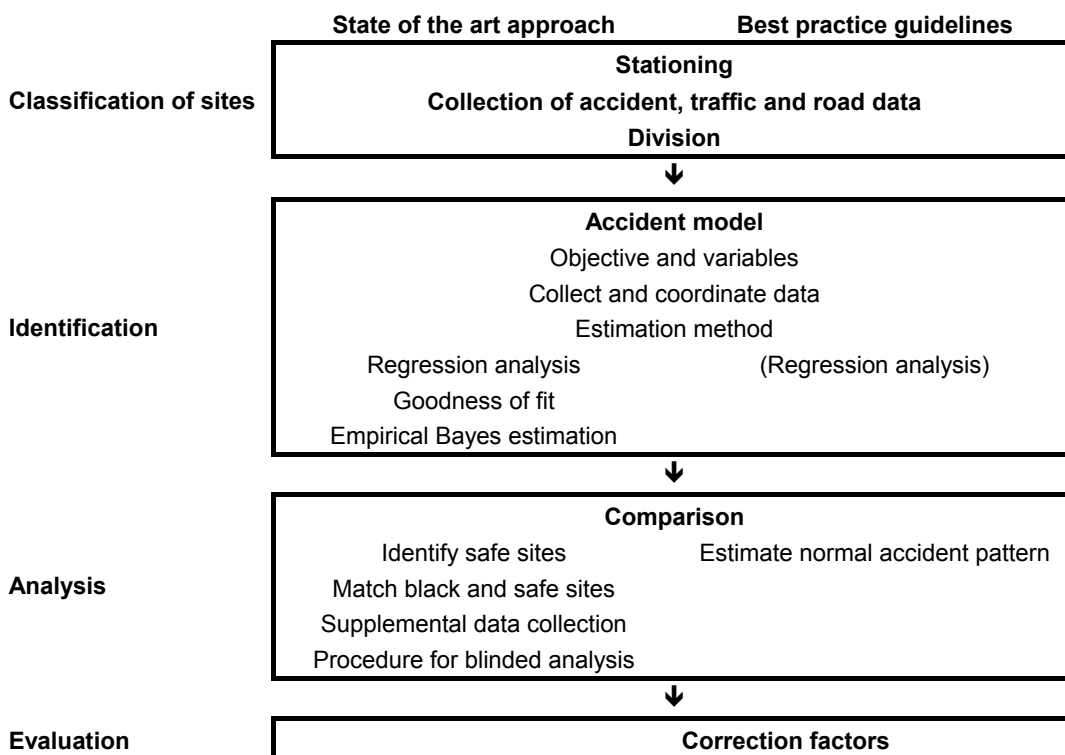 State of the art approach Best practice guidelines
Stationing
Classification of sites Collection of accident, traffic and road data
Division
Accident model
Objective and variables
Collect and coordinate data
Identification Estimation method
Regression analysis (Regression analysis)
Goodness of fit
Empirical Bayes estimation
Comparison
Identify safe sites Estimate normal accident pattern
Analysis Match black and safe sites
Supplemental data collection
Procedure for blinded analysis
Evaluation Correction factors